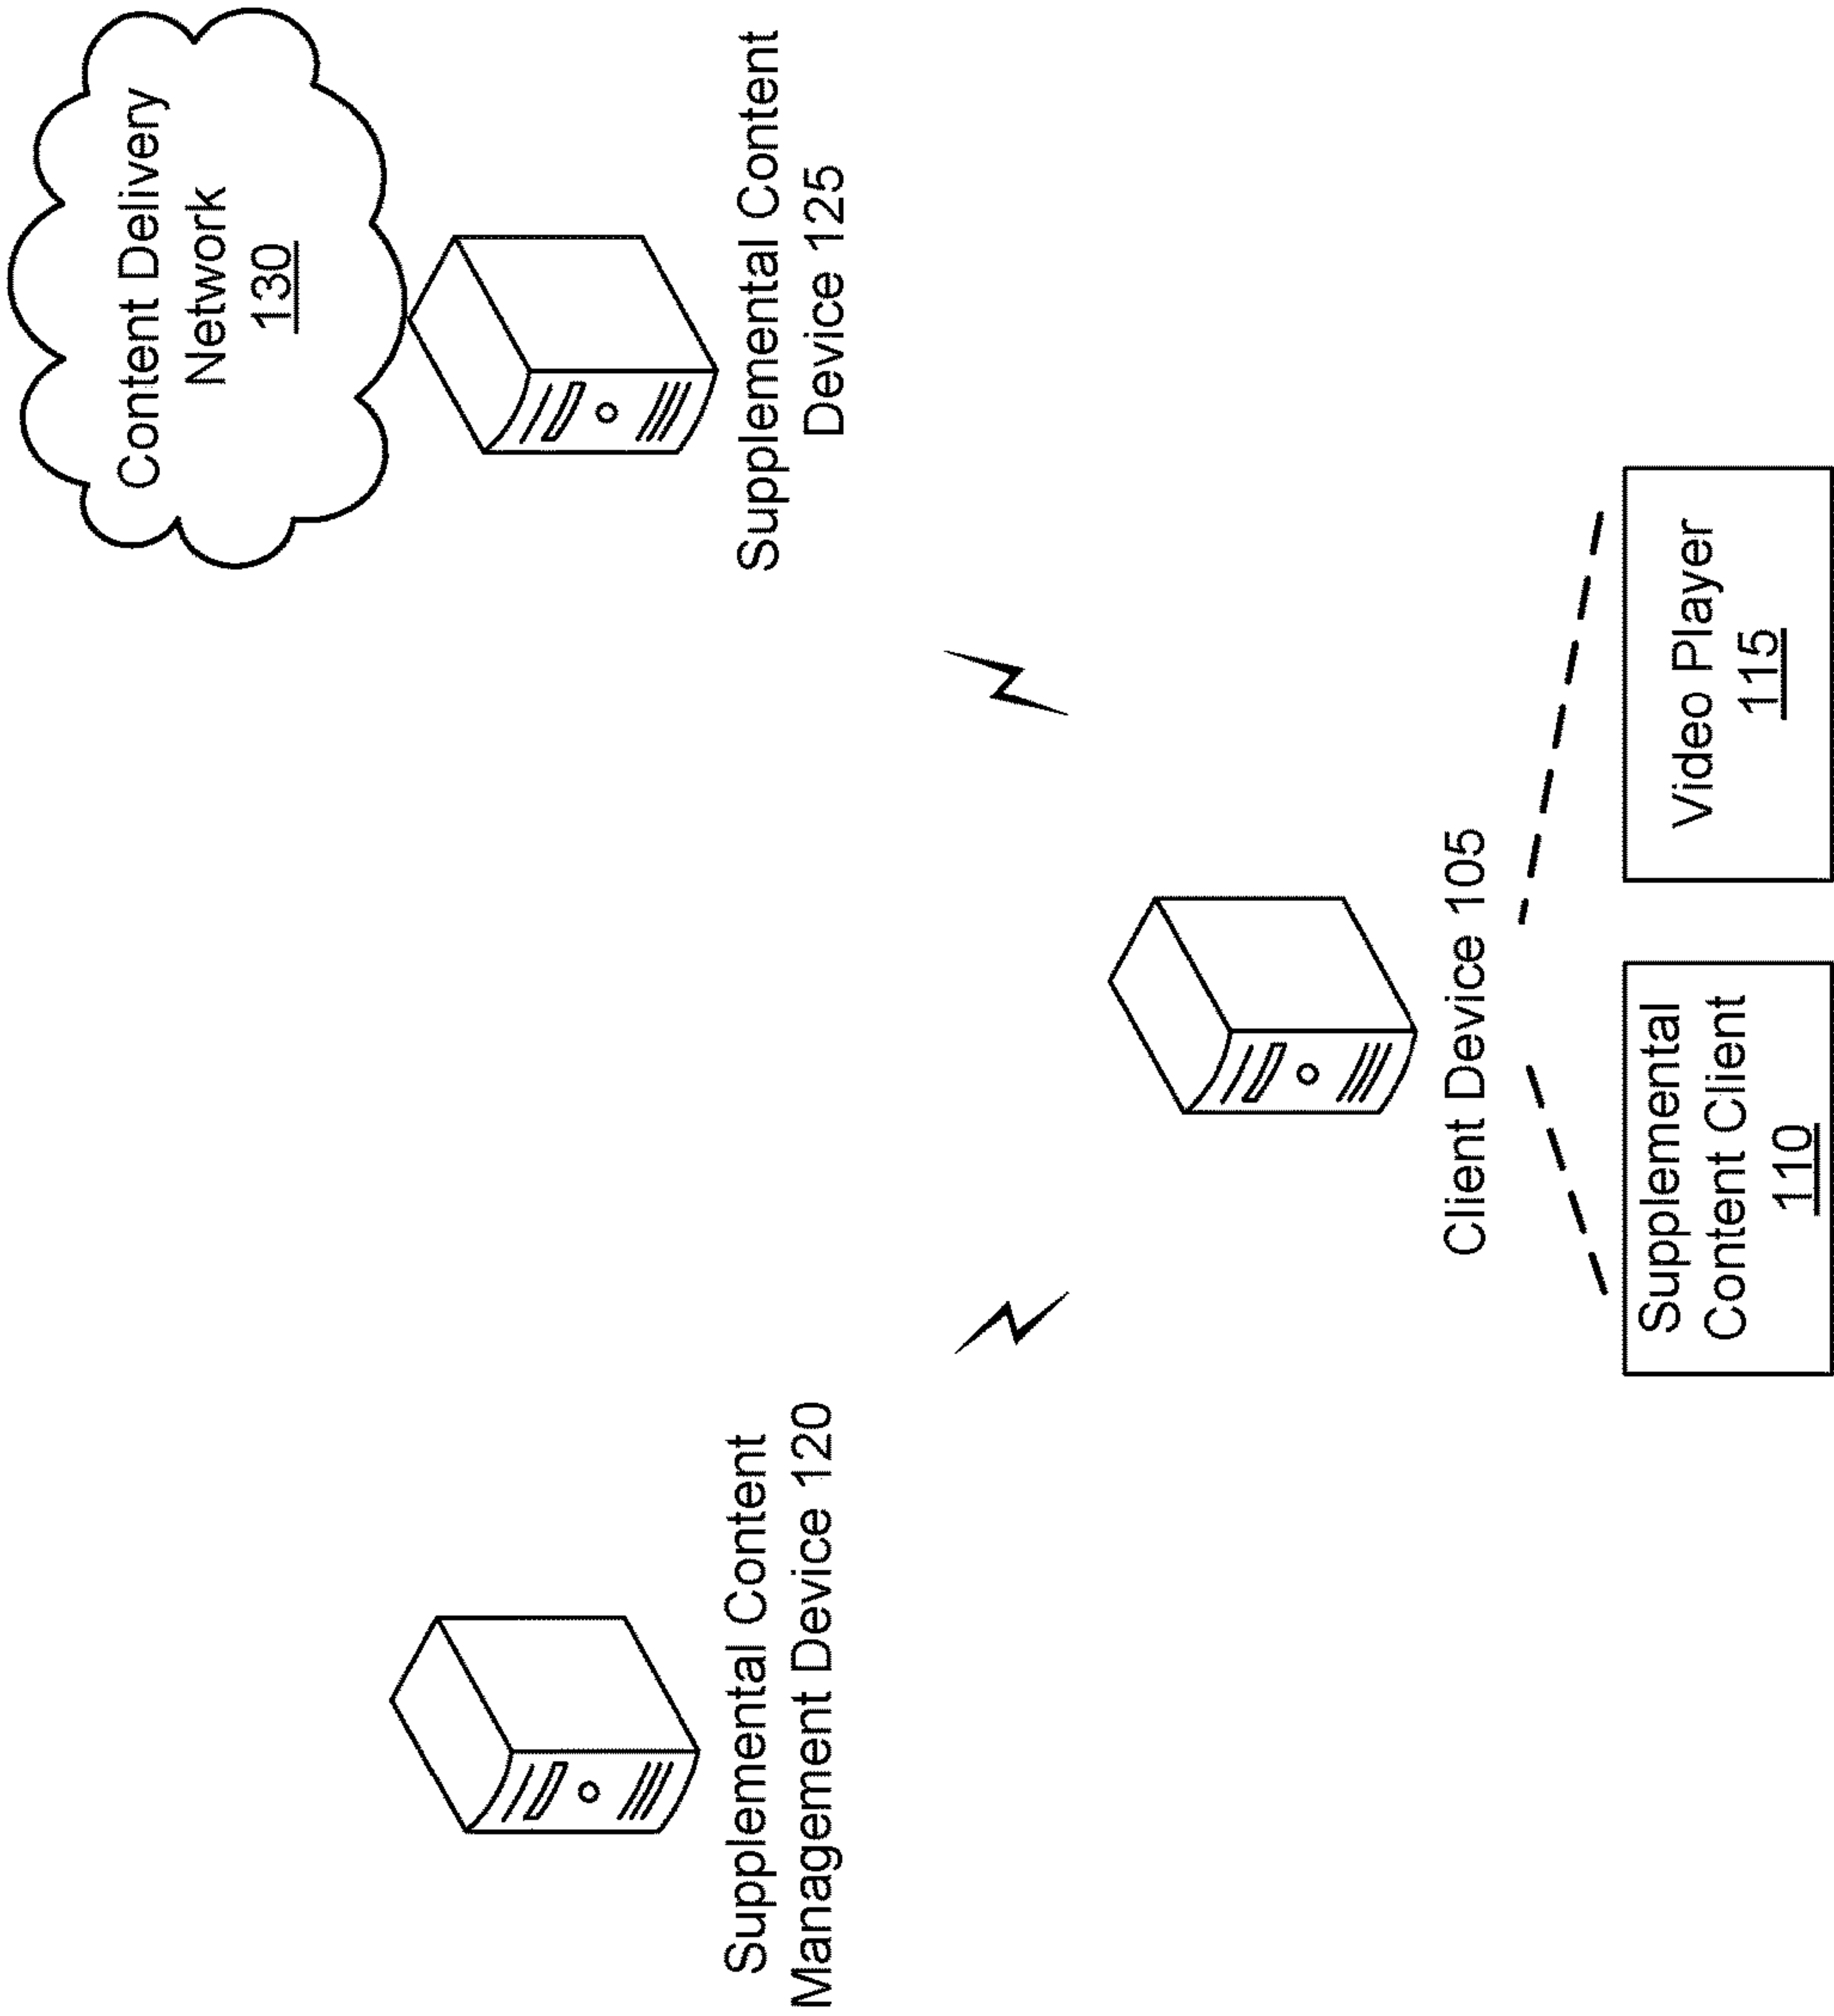 Content Delivery
Network
130
Supplemental Content
Management Device 120
Supplemental Content
Device 125
Client Device 105
Supplemental
Content Client
110
Video Player
115